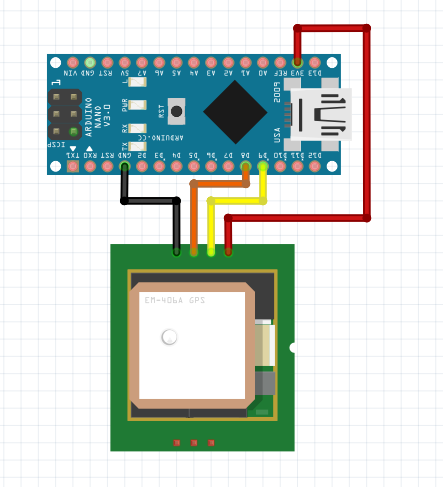 VIN GND RST 5V A7 A6 A5 A4 A3 A2 A1 A0 REF 3V3 D13
L
PWR
RX
TX
RST
ARDUINO
NANO
V3.0
ARDUINO.CC
2009
USA
ICSP
1
TX1 RX0 RST GND D2 D3 D4 D5 D6 D7 D8 D9 D10 D11 D12
EM-406A GPS